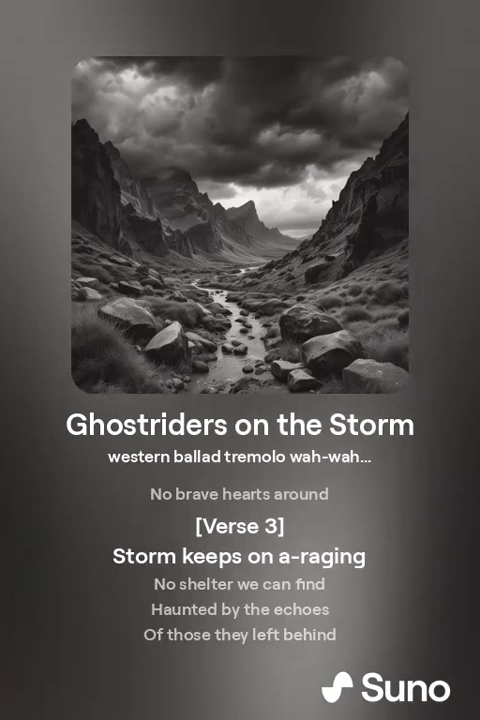 Ghostriders on the Storm
western ballad tremolo wah-wah...
No brave hearts around
[Verse 3]
Storm keeps on a-raging
No shelter we can find
Haunted by the echoes
Of those they left behind
Suno